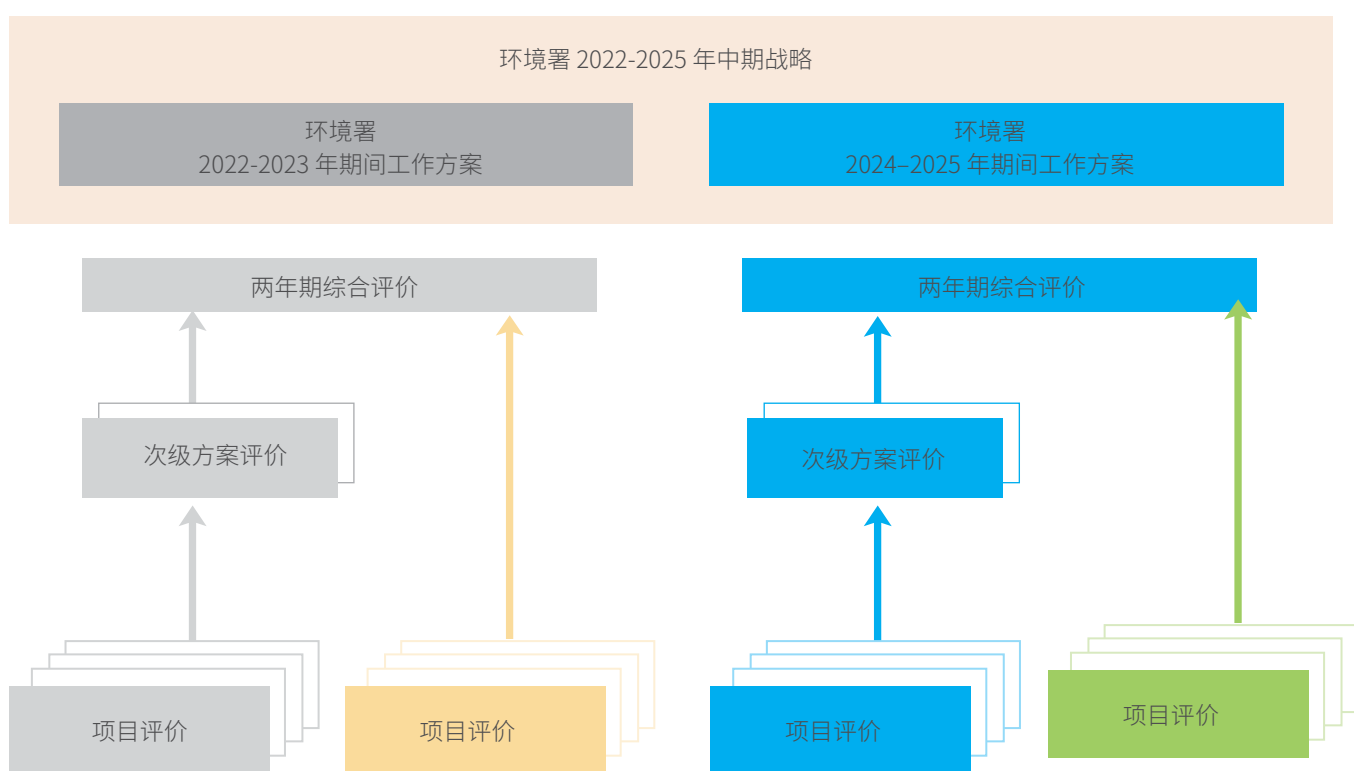 环境署 2022-2025 年中期战略
环境署
2022-2023 年期间工作方案
环境署
2024–2025 年期间工作方案
两年期综合评价
两年期综合评价
次级方案评价
次级方案评价
项目评价
项目评价
项目评价
项目评价